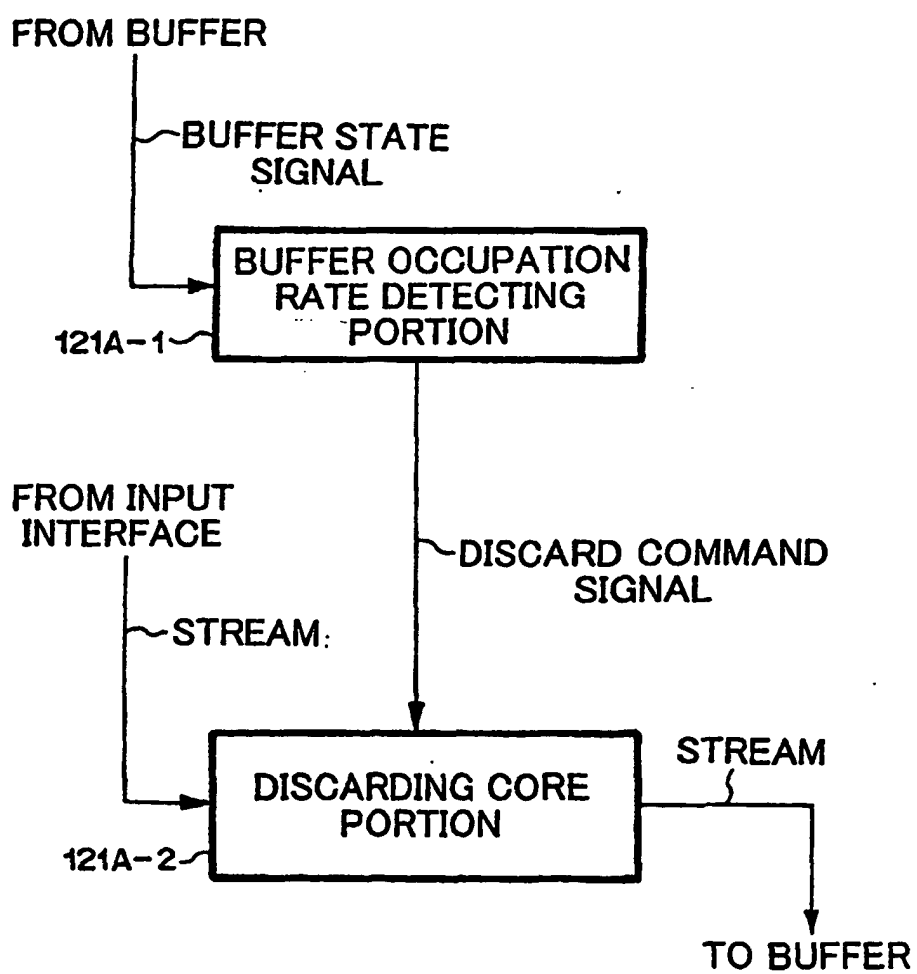 FROM BUFFER
BUFFER STATE
SIGNAL
BUFFER OCCUPATION
RATE DETECTING
PORTION
121A-1
FROM INPUT
INTERFACE
DISCARD COMMAND
SIGNAL
STREAM
STREAM
DISCARDING CORE
PORTION
121A-2
TO BUFFER